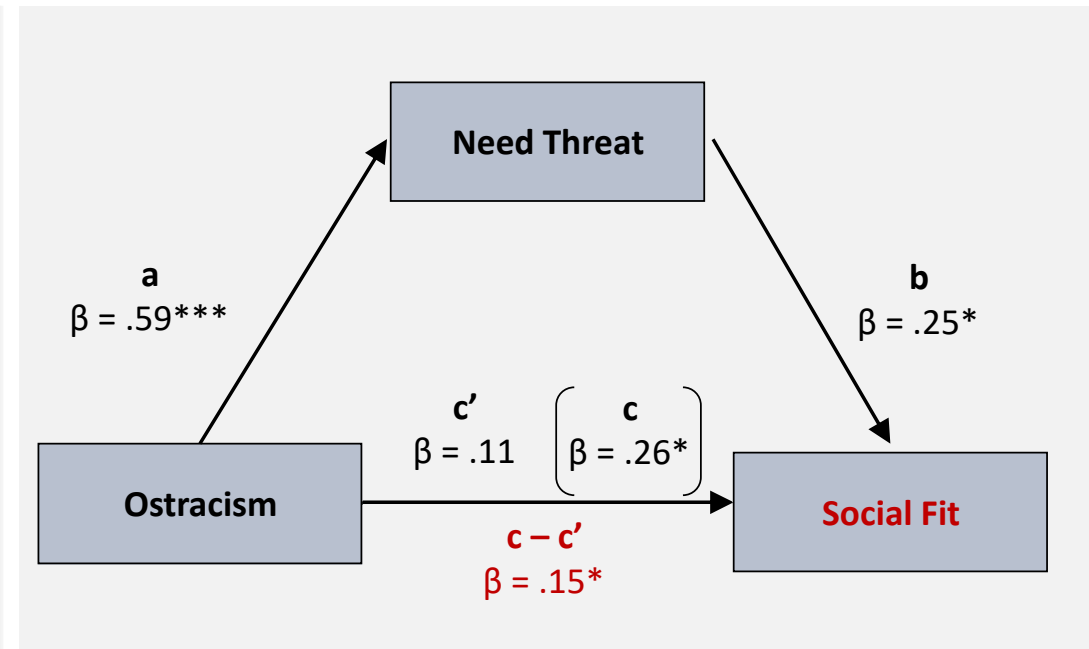 Need Threat
a
β = .59***
b
β = .25*
c’
β = .11
c
β = .26*
Ostracism
Social Fit
c – c’
β = .15*